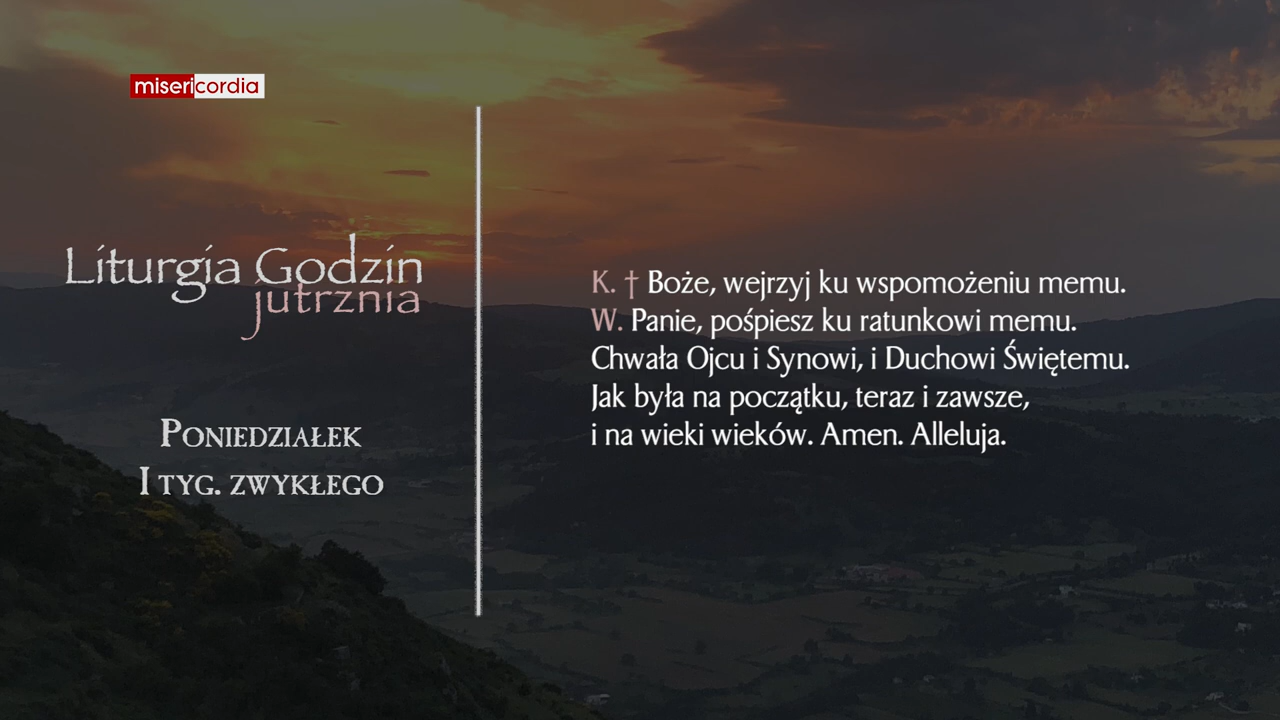 misericordia
Liturgia Godzin
jutrznia
Poniedziałek
I tyg. zwykłego
K. † Boże, wejrzyj ku wspomożeniu memu.
W. Panie, pośpiesz ku ratunkowi memu.
Chwała Ojcu i Synowi, i Duchowi Świętemu.
Jak była na początku, teraz i zawsze,
i na wieki wieków. Amen. Alleluja.